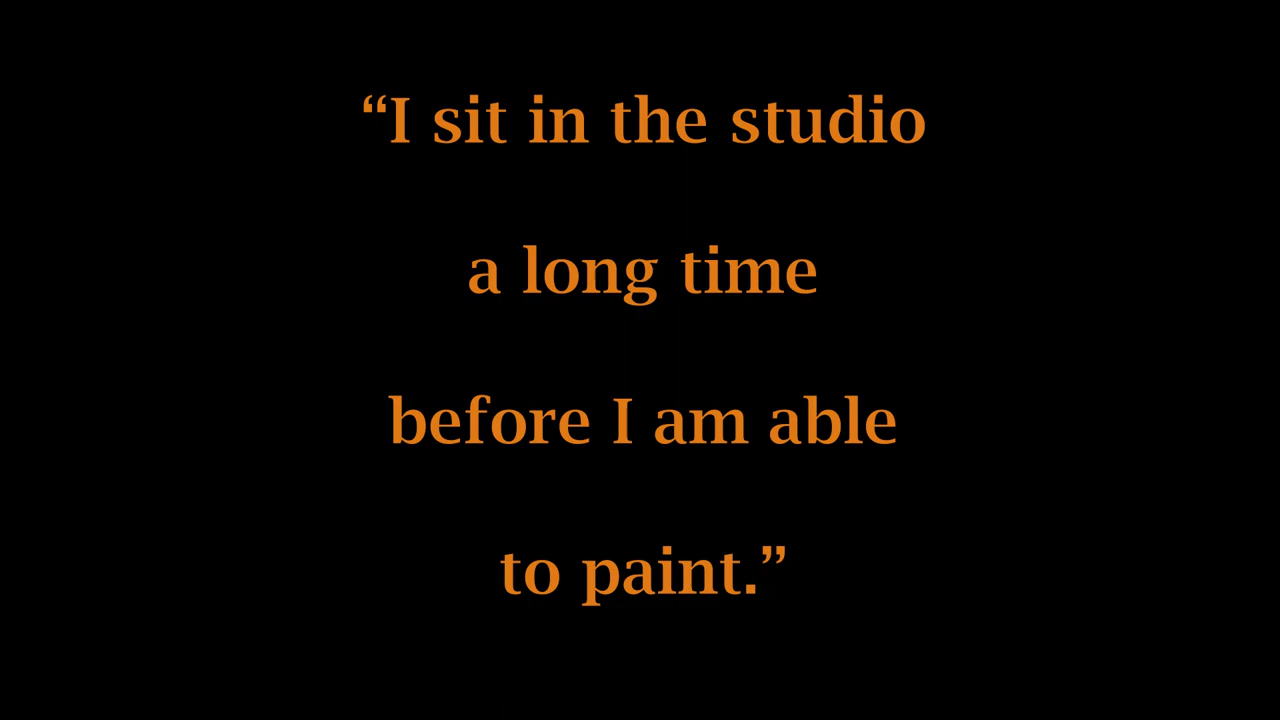 “I sit in the studio
a long time
before I am able
to paint.”